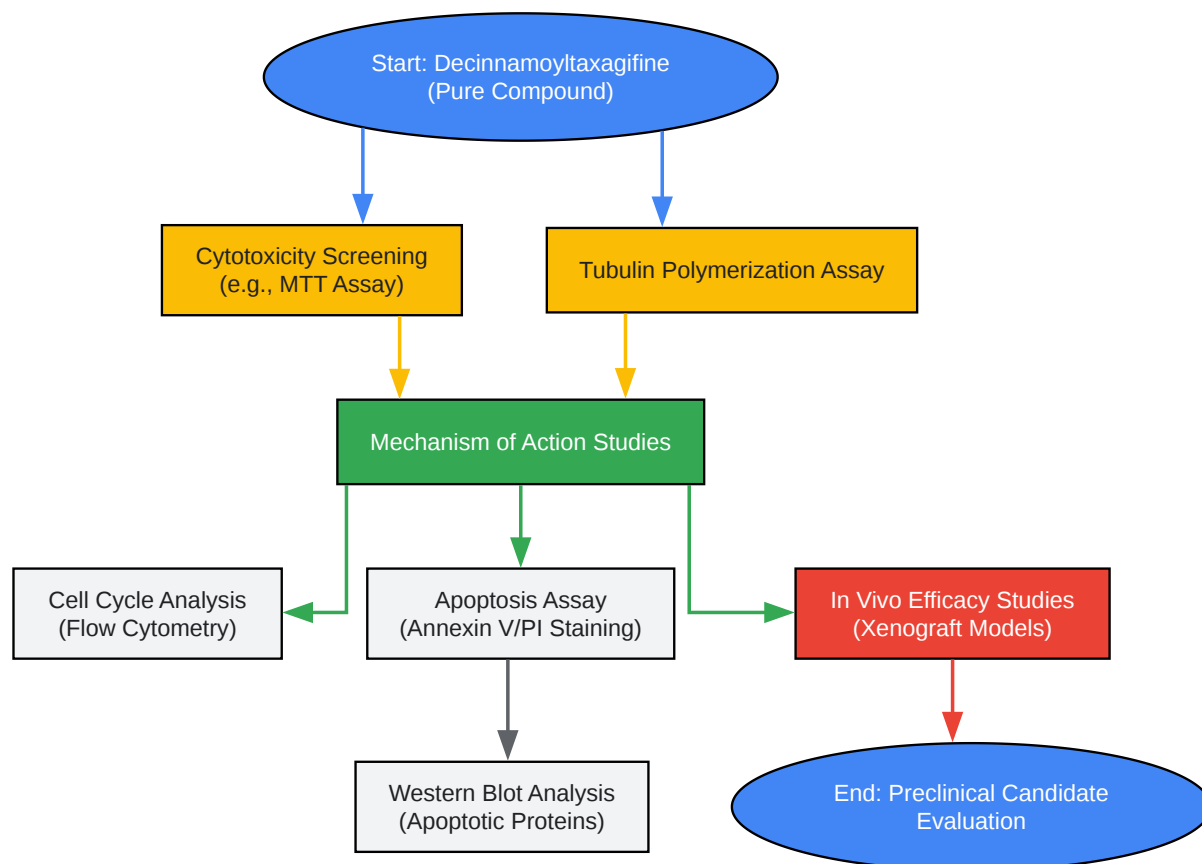 Start: Decinnamoyltaxagifine
(Pure Compound)
Cytotoxicity Screening
(e.g., MTT Assay)
Tubulin Polymerization Assay
Mechanism of Action Studies
Cell Cycle Analysis
(Flow Cytometry)
Apoptosis Assay
(Annexin V/PI Staining)
In Vivo Efficacy Studies
(Xenograft Models)
Western Blot Analysis
(Apoptotic Proteins)
End: Preclinical Candidate
Evaluation